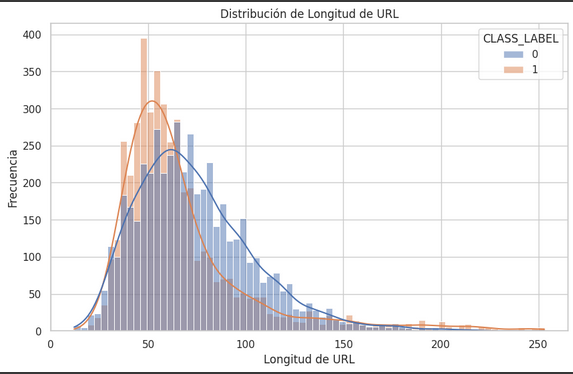 Distribución de Longitud de URL
CLASS_LABEL
0
1
400
350
300
250
200
150
100
50
0
Frecuencia
0 50 100 150 200 250
Longitud de URL